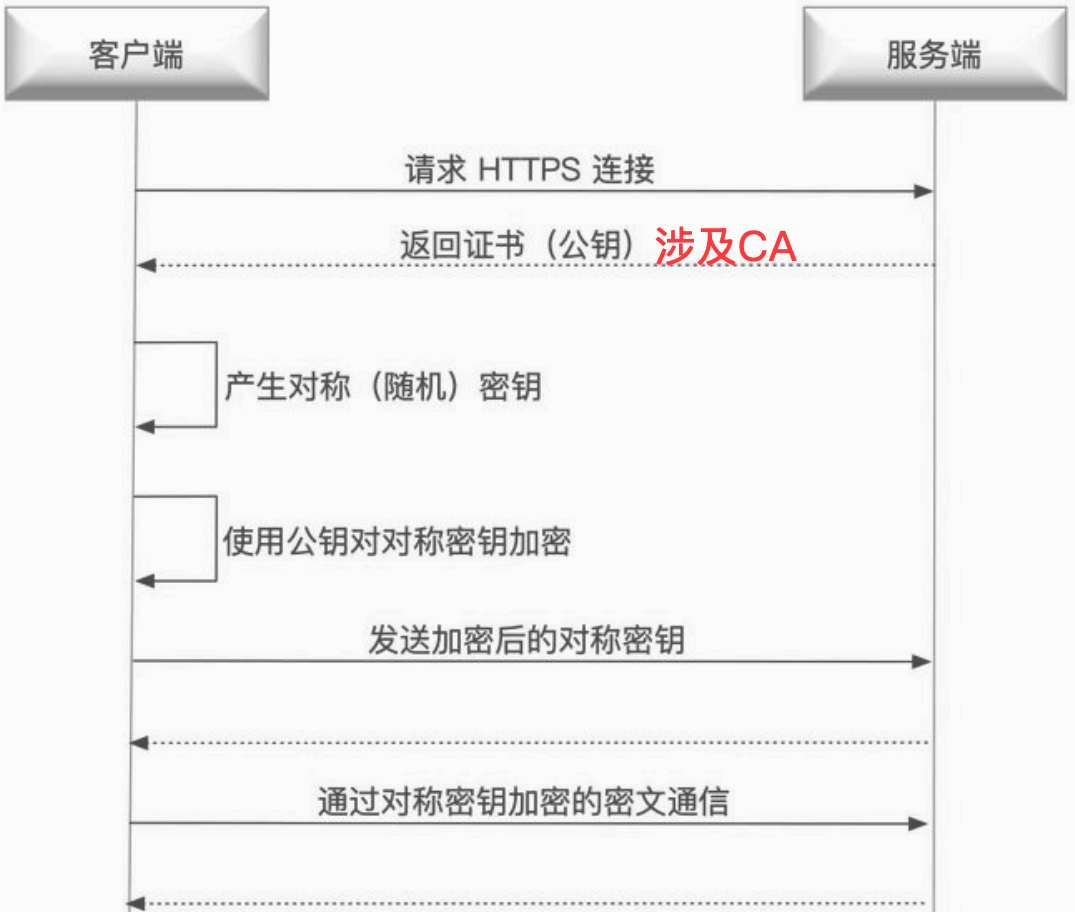 客户端
服务端
请求 HTTPS 连接
返回证书（公钥）涉及CA
产生对称（随机）密钥
使用公钥对对称密钥加密
发送加密后的对称密钥
通过对称密钥加密的密文通信